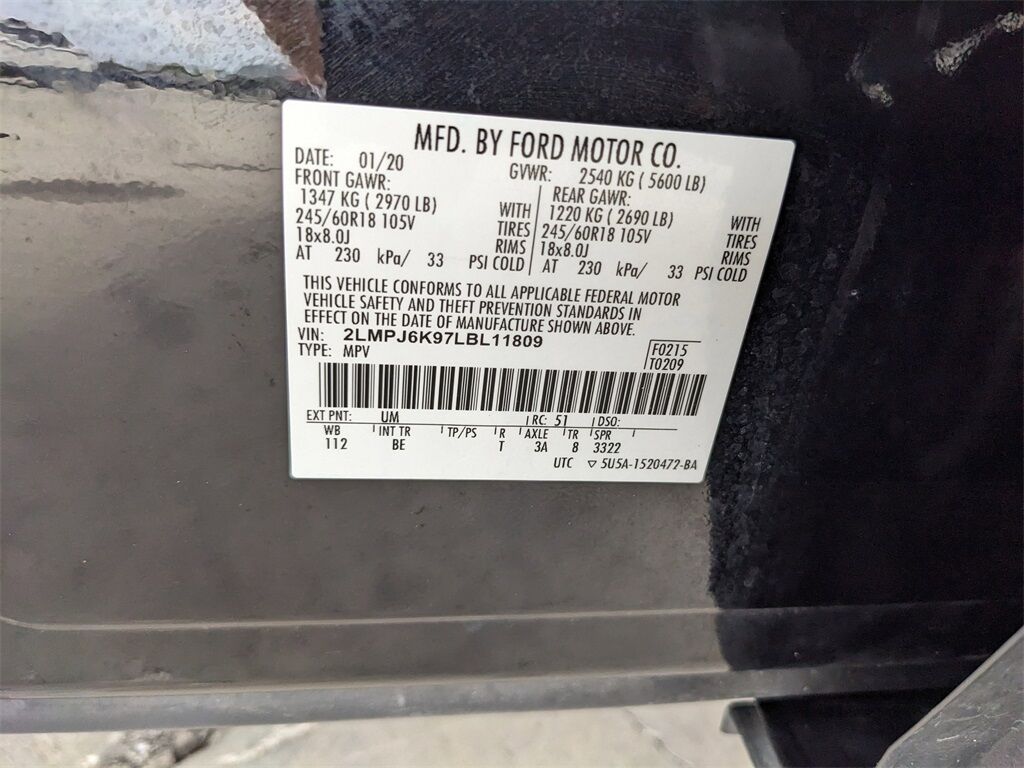 MFD. BY FORD MOTOR CO.
DATE: 01/20 GVWR: 2540 KG ( 5600 LB)
FRONT GAWR: REAR GAWR:
1347 KG ( 2970 LB) WITH 1220 KG ( 2690 LB) WITH
245/60R18 105V TIRES 245/60R18 105V TIRES
18x8.0J RIMS 18x8.0J RIMS
AT 230 kPa/ 33 PSI COLD AT 230 kPa/ 33 PSI COLD
THIS VEHICLE CONFORMS TO ALL APPLICABLE FEDERAL MOTOR
VEHICLE SAFETY AND THEFT PREVENTION STANDARDS IN
EFFECT ON THE DATE OF MANUFACTURE SHOWN ABOVE.
VIN: 2LMPJ6K97LBL11809
TYPE: MPV F0215
T0209
EXT PNT: UM RC: 51 DSO:
WB INT TR TP/PS R AXLE TR SPR
112 BE T 3A 8 3322
UTC ▽ 5U5A-1520472-BA